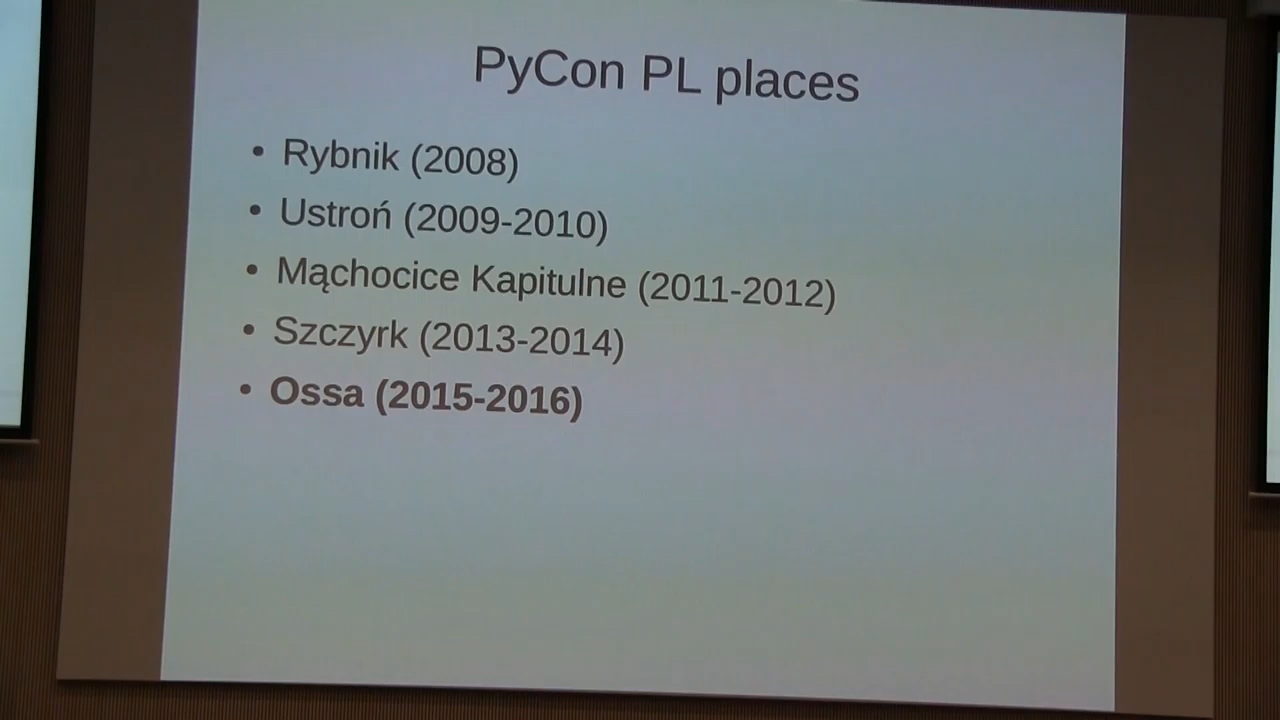 PyCon PL places
• Rybnik (2008)
• Ustroń (2009-2010)
• Mąchocice Kapitulne (2011-2012)
• Szczyrk (2013-2014)
• Ossa (2015-2016)